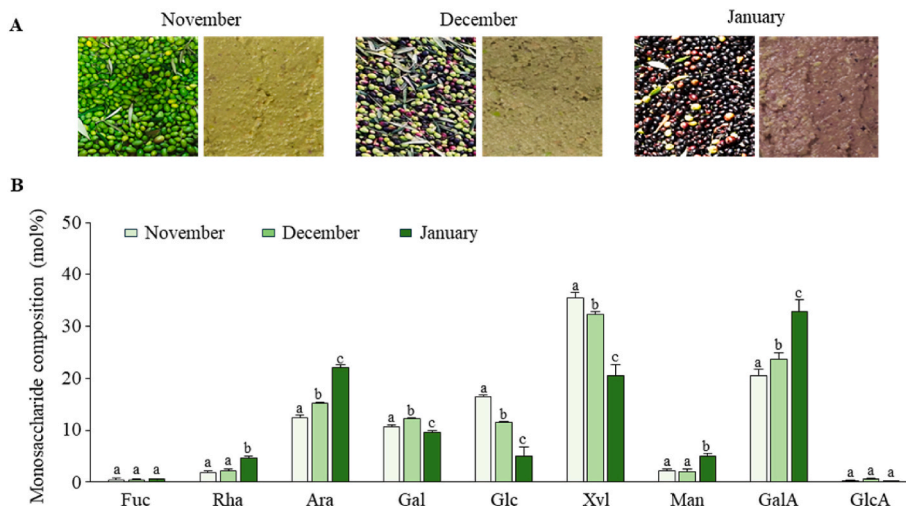 A
November December January
B
Monosaccharide composition (mol%)
50
40
30
20
10
0
November December January
a a a
a a b
a b c
a b c
a b c
a b c
a a b
a b c
a a a
Fuc Rha Ara Gal Glc Xyl Man GalA GlcA